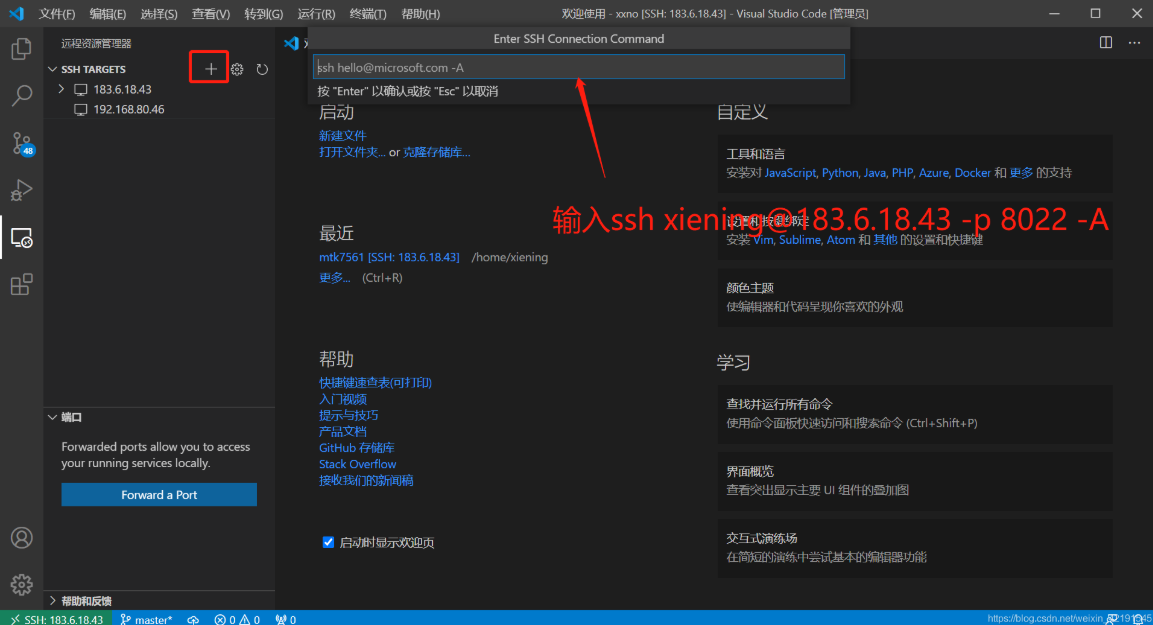 文件(F) 编辑(E) 选择(S) 查看(V) 转到(G) 运行(R) 终端(T) 帮助(H) 欢迎使用 - xxno [SSH: 183.6.18.43] - Visual Studio Code [管理员]
远程资源管理器
SSH TARGETS
183.6.18.43
192.168.80.46
Enter SSH Connection Command
ssh hello@microsoft.com -A
按 "Enter" 以确认或按 "Esc" 以取消
启动
新建文件
打开文件夹... or 克隆存储库...
最近
mtk7561 [SSH: 183.6.18.43] /home/xiening
更多... (Ctrl+R)
帮助
快捷键速查表(可打印)
入门视频
提示与技巧
产品文档
GitHub 存储库
Stack Overflow
接收我们的新闻稿
启动时显示欢迎页
自定义
工具和语言
安装对 JavaScript, Python, Java, PHP, Azure, Docker 和 更多 的支持
输入ssh xiening@183.6.18.43 -p 8022 -A
设置和按键绑定
安装 Vim, Sublime, Atom 和 其他 的设置和快捷键
颜色主题
使编辑器和代码呈现你喜欢的外观
学习
查找并运行所有命令
使用命令面板快速访问和搜索命令 (Ctrl+Shift+P)
界面概览
查看突出显示主要 UI 组件的叠加图
交互式演练场
在简短的演练中尝试基本的编辑器功能
48
端口
Forwarded ports allow you to access
your running services locally.
Forward a Port
帮助和反馈
SSH: 183.6.18.43 master* 0 0 0